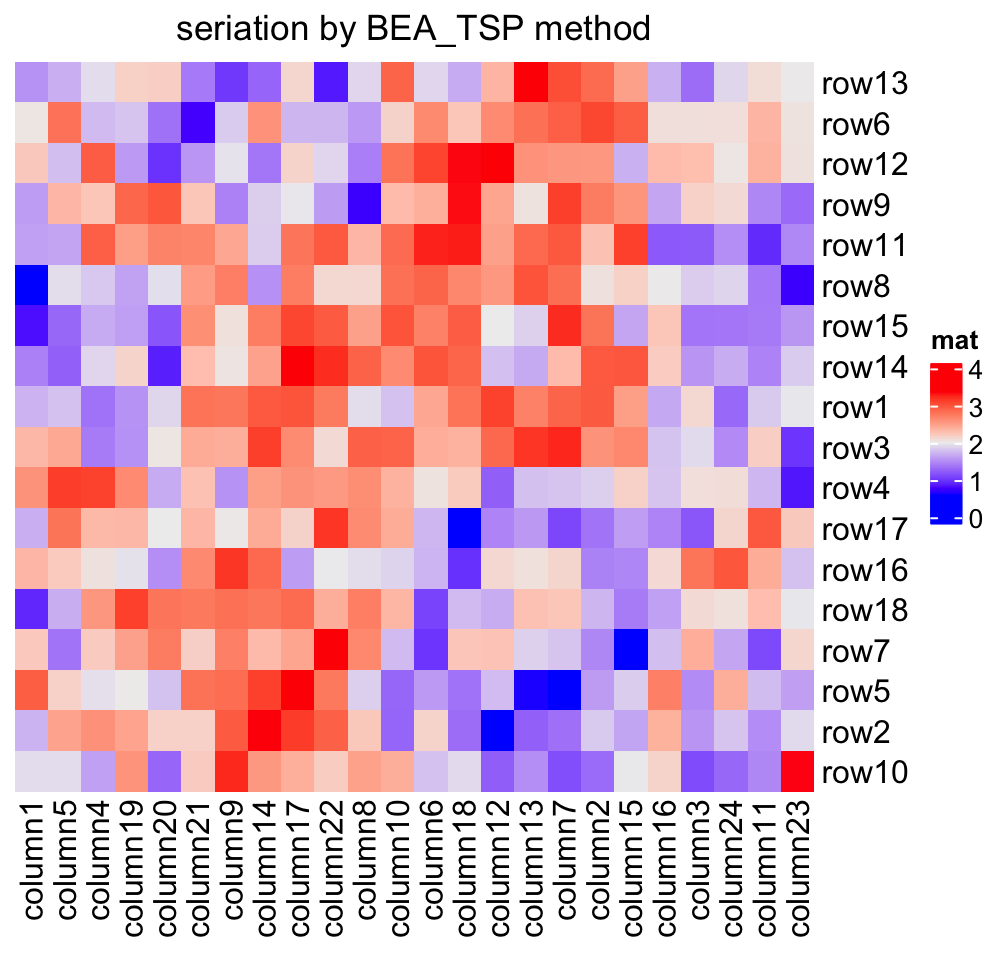 seriation by BEA_TSP method
row13
row6
row12
row9
row11
row8
row15
row14
row1
row3
row4
row17
row16
row18
row7
row5
row2
row10
mat
4
3
2
1
0
column1
column5
column4
column19
column20
column21
column9
column14
column17
column22
column8
column10
column6
column18
column12
column13
column7
column2
column15
column16
column3
column24
column11
column23